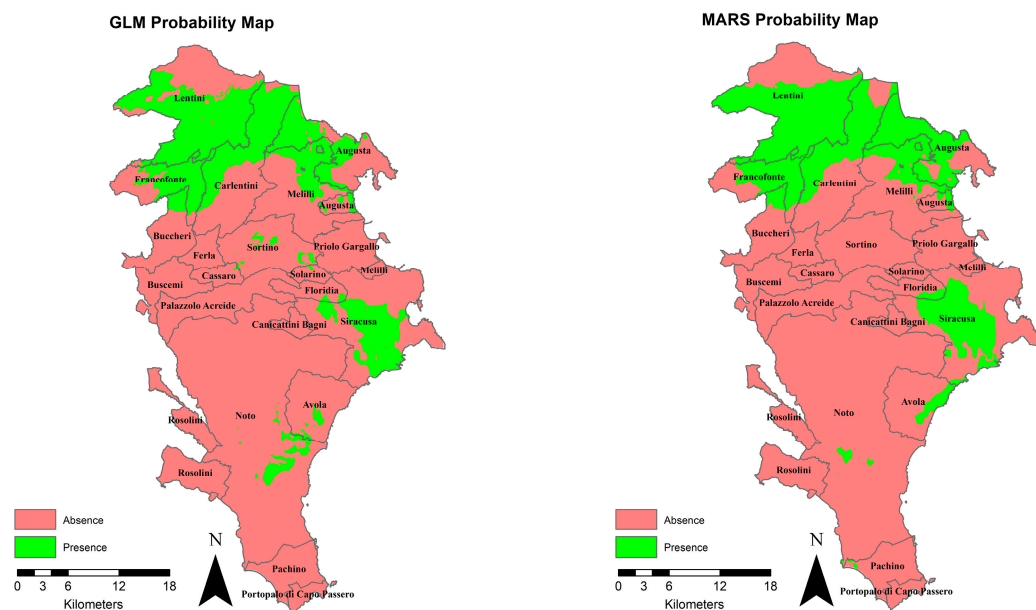 GLM Probability Map
Lentini
Augusta
Francofonte
Carlentini
Melilli
Augusta
Buccheri
Sortino
Priolo Gargallo
Ferla
Melilli
Cassaro
Solarino
Buscemi
Floridia
Palazzolo Acreide
Siracusa
Canicattini Bagni
Avola
Noto
Rosolini
Rosolini
Pachino
Portopalo di Capo Passero
Absence
Presence
N
0 3 6 12 18
Kilometers
MARS Probability Map
Lentini
Augusta
Francofonte
Carlentini
Melilli
Augusta
Buccheri
Sortino
Priolo Gargallo
Ferla
Melilli
Cassaro
Solarino
Buscemi
Floridia
Palazzolo Acreide
Siracusa
Canicattini Bagni
Avola
Noto
Rosolini
Rosolini
Pachino
Portopalo di Capo Passero
Absence
Presence
N
0 3 6 12 18
Kilometers